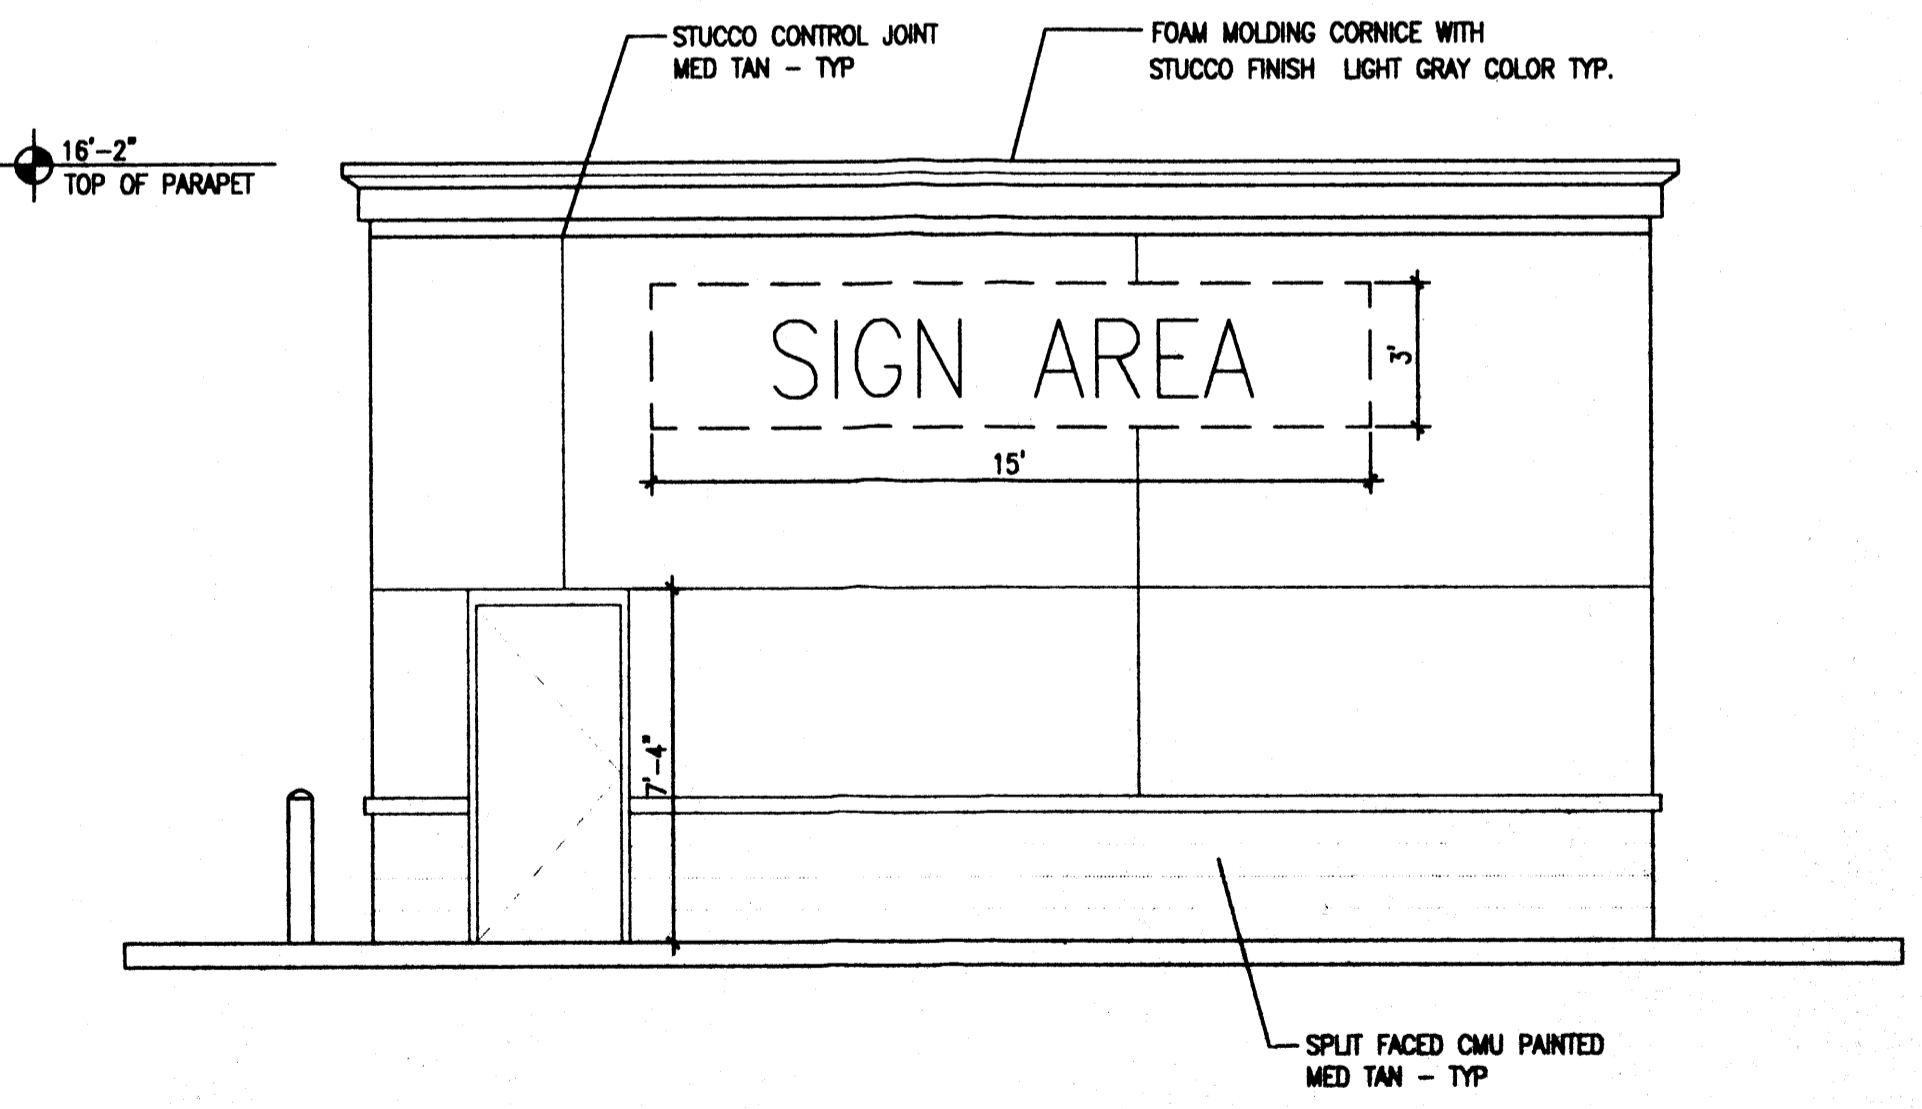 STUCCO CONTROL JOINT
MED TAN - TYP
FOAM MOLDING CORNICE WITH
STUCCO FINISH LIGHT GRAY COLOR TYP.
16'-2"
TOP OF PARAPET
SIGN AREA
3'
15'
7'-4"
SPLIT FACED CMU PAINTED
MED TAN - TYP